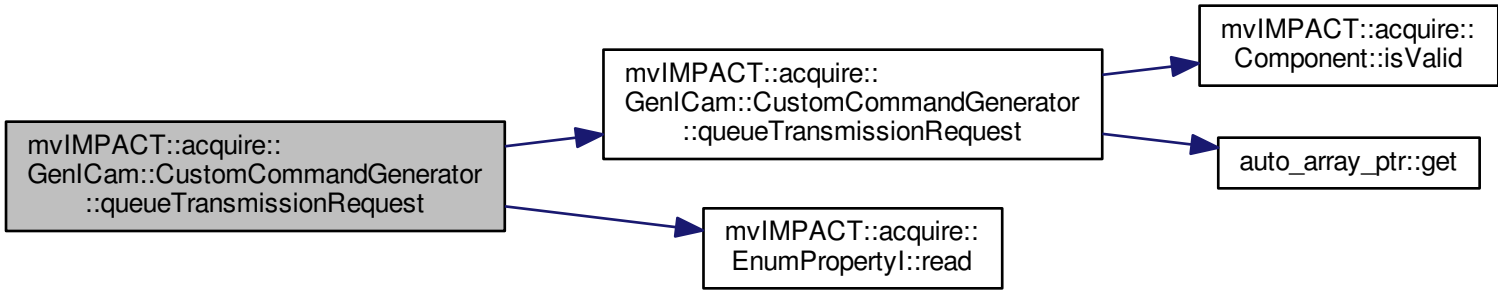 mvIMPACT::acquire::
GenICam::CustomCommandGenerator
::queueTransmissionRequest
mvIMPACT::acquire::
GenICam::CustomCommandGenerator
::queueTransmissionRequest
mvIMPACT::acquire::
EnumPropertyI::read
mvIMPACT::acquire::
Component::isValid
auto_array_ptr::get